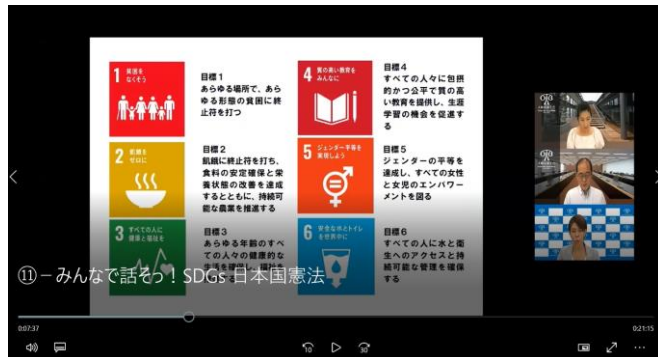 1 貧困を
なくそう
目標1
あらゆる場所で、あら
ゆる形態の貧困に終
止符を打つ
2 飢餓を
ゼロに
目標2
飢餓に終止符を打ち、
食料の安定確保と栄
養状態の改善を達成
するとともに、持続可
能な農業を推進する
3 すべての人に
健康と福祉を
目標3
あらゆる年齢のすべ
ての人々の健康的な
4 質の高い教育を
みんなに
目標4
すべての人々に包摂
的かつ公平で質の高
い教育を提供し、生涯
学習の機会を促進す
る
5 ジェンダー平等を
実現しよう
目標5
ジェンダーの平等を
達成し、すべての女性
と女児のエンパワー
メントを図る
6 安全な水とトイレ
を世界中に
目標6
すべての人に水と衛
生へのアクセスと持
続可能な管理を確保
する
⑪－みんなで話そっ！SDGs 日本国憲法
0:07:37
0:21:15
10
30